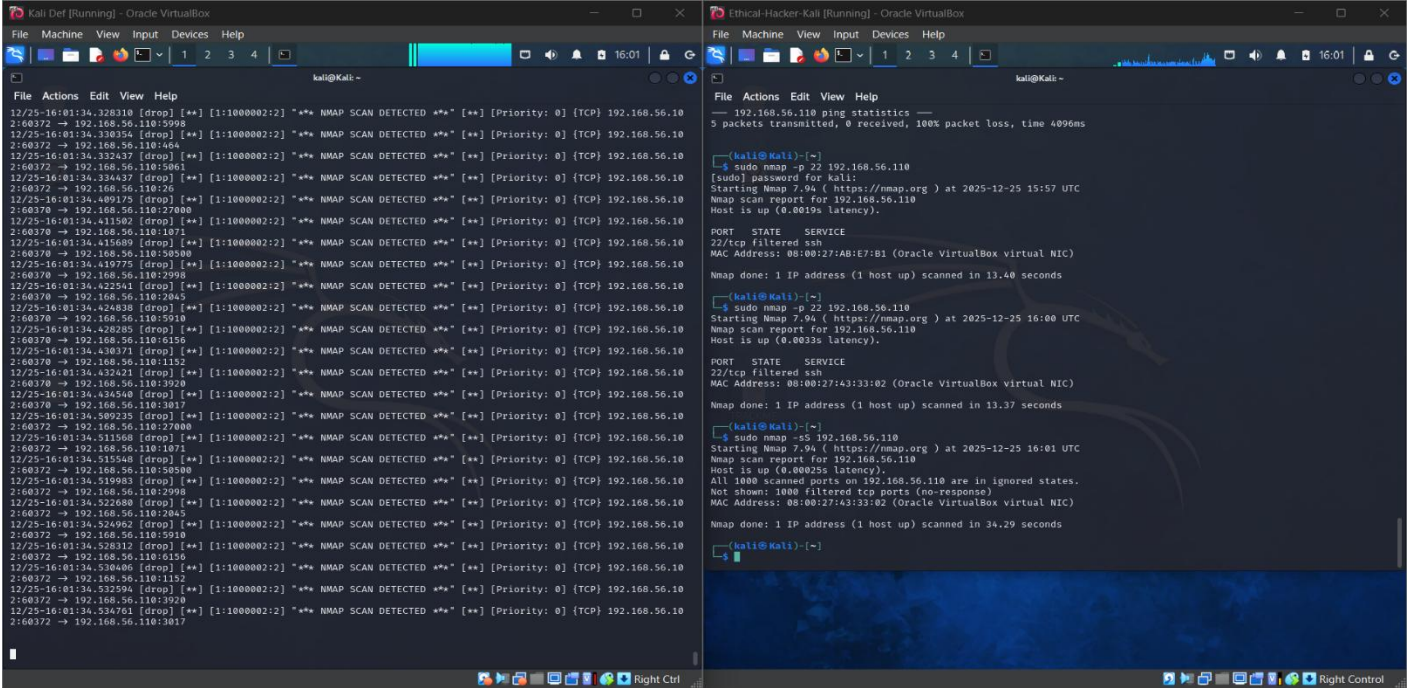 Kali Def [Running] - Oracle VirtualBox
File Machine View Input Devices Help
1 2 3 4
16:01
kali@Kali: ~
File Actions Edit View Help
12/25-16:01:34.328310 [drop] [**] [1:1000002:2] "*** NMAP SCAN DETECTED ***" [**] [Priority: 0] {TCP} 192.168.56.10
2:60372 → 192.168.56.110:5998
12/25-16:01:34.330354 [drop] [**] [1:1000002:2] "*** NMAP SCAN DETECTED ***" [**] [Priority: 0] {TCP} 192.168.56.10
2:60372 → 192.168.56.110:464
12/25-16:01:34.332437 [drop] [**] [1:1000002:2] "*** NMAP SCAN DETECTED ***" [**] [Priority: 0] {TCP} 192.168.56.10
2:60372 → 192.168.56.110:5061
12/25-16:01:34.334437 [drop] [**] [1:1000002:2] "*** NMAP SCAN DETECTED ***" [**] [Priority: 0] {TCP} 192.168.56.10
2:60372 → 192.168.56.110:26
12/25-16:01:34.409175 [drop] [**] [1:1000002:2] "*** NMAP SCAN DETECTED ***" [**] [Priority: 0] {TCP} 192.168.56.10
2:60370 → 192.168.56.110:27000
12/25-16:01:34.411502 [drop] [**] [1:1000002:2] "*** NMAP SCAN DETECTED ***" [**] [Priority: 0] {TCP} 192.168.56.10
2:60370 → 192.168.56.110:1071
12/25-16:01:34.415689 [drop] [**] [1:1000002:2] "*** NMAP SCAN DETECTED ***" [**] [Priority: 0] {TCP} 192.168.56.10
2:60370 → 192.168.56.110:50500
12/25-16:01:34.419775 [drop] [**] [1:1000002:2] "*** NMAP SCAN DETECTED ***" [**] [Priority: 0] {TCP} 192.168.56.10
2:60370 → 192.168.56.110:2998
12/25-16:01:34.422541 [drop] [**] [1:1000002:2] "*** NMAP SCAN DETECTED ***" [**] [Priority: 0] {TCP} 192.168.56.10
2:60370 → 192.168.56.110:2045
12/25-16:01:34.424838 [drop] [**] [1:1000002:2] "*** NMAP SCAN DETECTED ***" [**] [Priority: 0] {TCP} 192.168.56.10
2:60370 → 192.168.56.110:5910
12/25-16:01:34.428285 [drop] [**] [1:1000002:2] "*** NMAP SCAN DETECTED ***" [**] [Priority: 0] {TCP} 192.168.56.10
2:60370 → 192.168.56.110:6156
12/25-16:01:34.430371 [drop] [**] [1:1000002:2] "*** NMAP SCAN DETECTED ***" [**] [Priority: 0] {TCP} 192.168.56.10
2:60370 → 192.168.56.110:1152
12/25-16:01:34.432421 [drop] [**] [1:1000002:2] "*** NMAP SCAN DETECTED ***" [**] [Priority: 0] {TCP} 192.168.56.10
2:60370 → 192.168.56.110:3920
12/25-16:01:34.434540 [drop] [**] [1:1000002:2] "*** NMAP SCAN DETECTED ***" [**] [Priority: 0] {TCP} 192.168.56.10
2:60370 → 192.168.56.110:3017
12/25-16:01:34.509235 [drop] [**] [1:1000002:2] "*** NMAP SCAN DETECTED ***" [**] [Priority: 0] {TCP} 192.168.56.10
2:60372 → 192.168.56.110:27000
12/25-16:01:34.511568 [drop] [**] [1:1000002:2] "*** NMAP SCAN DETECTED ***" [**] [Priority: 0] {TCP} 192.168.56.10
2:60372 → 192.168.56.110:1071
12/25-16:01:34.515548 [drop] [**] [1:1000002:2] "*** NMAP SCAN DETECTED ***" [**] [Priority: 0] {TCP} 192.168.56.10
2:60372 → 192.168.56.110:50500
12/25-16:01:34.519983 [drop] [**] [1:1000002:2] "*** NMAP SCAN DETECTED ***" [**] [Priority: 0] {TCP} 192.168.56.10
2:60372 → 192.168.56.110:2998
12/25-16:01:34.522680 [drop] [**] [1:1000002:2] "*** NMAP SCAN DETECTED ***" [**] [Priority: 0] {TCP} 192.168.56.10
2:60372 → 192.168.56.110:2045
12/25-16:01:34.524962 [drop] [**] [1:1000002:2] "*** NMAP SCAN DETECTED ***" [**] [Priority: 0] {TCP} 192.168.56.10
2:60372 → 192.168.56.110:5910
12/25-16:01:34.528312 [drop] [**] [1:1000002:2] "*** NMAP SCAN DETECTED ***" [**] [Priority: 0] {TCP} 192.168.56.10
2:60372 → 192.168.56.110:6156
12/25-16:01:34.530406 [drop] [**] [1:1000002:2] "*** NMAP SCAN DETECTED ***" [**] [Priority: 0] {TCP} 192.168.56.10
2:60372 → 192.168.56.110:1152
12/25-16:01:34.532594 [drop] [**] [1:1000002:2] "*** NMAP SCAN DETECTED ***" [**] [Priority: 0] {TCP} 192.168.56.10
2:60372 → 192.168.56.110:3920
12/25-16:01:34.534761 [drop] [**] [1:1000002:2] "*** NMAP SCAN DETECTED ***" [**] [Priority: 0] {TCP} 192.168.56.10
2:60372 → 192.168.56.110:3017
Right Ctrl
Ethical-Hacker-Kali [Running] - Oracle VirtualBox
File Machine View Input Devices Help
1 2 3 4
16:01
kali@Kali: ~
File Actions Edit View Help
— 192.168.56.110 ping statistics —
5 packets transmitted, 0 received, 100% packet loss, time 4096ms
┌──(kali㉿Kali)-[~]
└─$ sudo nmap -p 22 192.168.56.110
[sudo] password for kali:
Starting Nmap 7.94 ( https://nmap.org ) at 2025-12-25 15:57 UTC
Nmap scan report for 192.168.56.110
Host is up (0.0019s latency).
PORT   STATE    SERVICE
22/tcp filtered ssh
MAC Address: 08:00:27:AB:E7:B1 (Oracle VirtualBox virtual NIC)
Nmap done: 1 IP address (1 host up) scanned in 13.40 seconds
┌──(kali㉿Kali)-[~]
└─$ sudo nmap -p 22 192.168.56.110
Starting Nmap 7.94 ( https://nmap.org ) at 2025-12-25 16:00 UTC
Nmap scan report for 192.168.56.110
Host is up (0.0033s latency).
PORT   STATE    SERVICE
22/tcp filtered ssh
MAC Address: 08:00:27:43:33:02 (Oracle VirtualBox virtual NIC)
Nmap done: 1 IP address (1 host up) scanned in 13.37 seconds
┌──(kali㉿Kali)-[~]
└─$ sudo nmap -sS 192.168.56.110
Starting Nmap 7.94 ( https://nmap.org ) at 2025-12-25 16:01 UTC
Nmap scan report for 192.168.56.110
Host is up (0.00025s latency).
All 1000 scanned ports on 192.168.56.110 are in ignored states.
Not shown: 1000 filtered tcp ports (no-response)
MAC Address: 08:00:27:43:33:02 (Oracle VirtualBox virtual NIC)
Nmap done: 1 IP address (1 host up) scanned in 34.29 seconds
┌──(kali㉿Kali)-[~]
└─$
Right Control